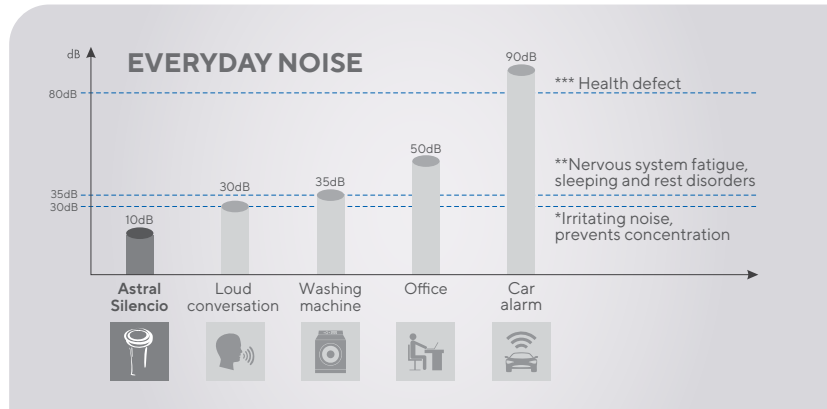 dB
EVERYDAY NOISE
90dB
*** Health defect
80dB
50dB
**Nervous system fatigue,
sleeping and rest disorders
35dB
30dB
35dB
30dB
10dB
*Irritating noise,
prevents concentration
Astral
Silencio
Loud
conversation
Washing
machine
Office
Car
alarm